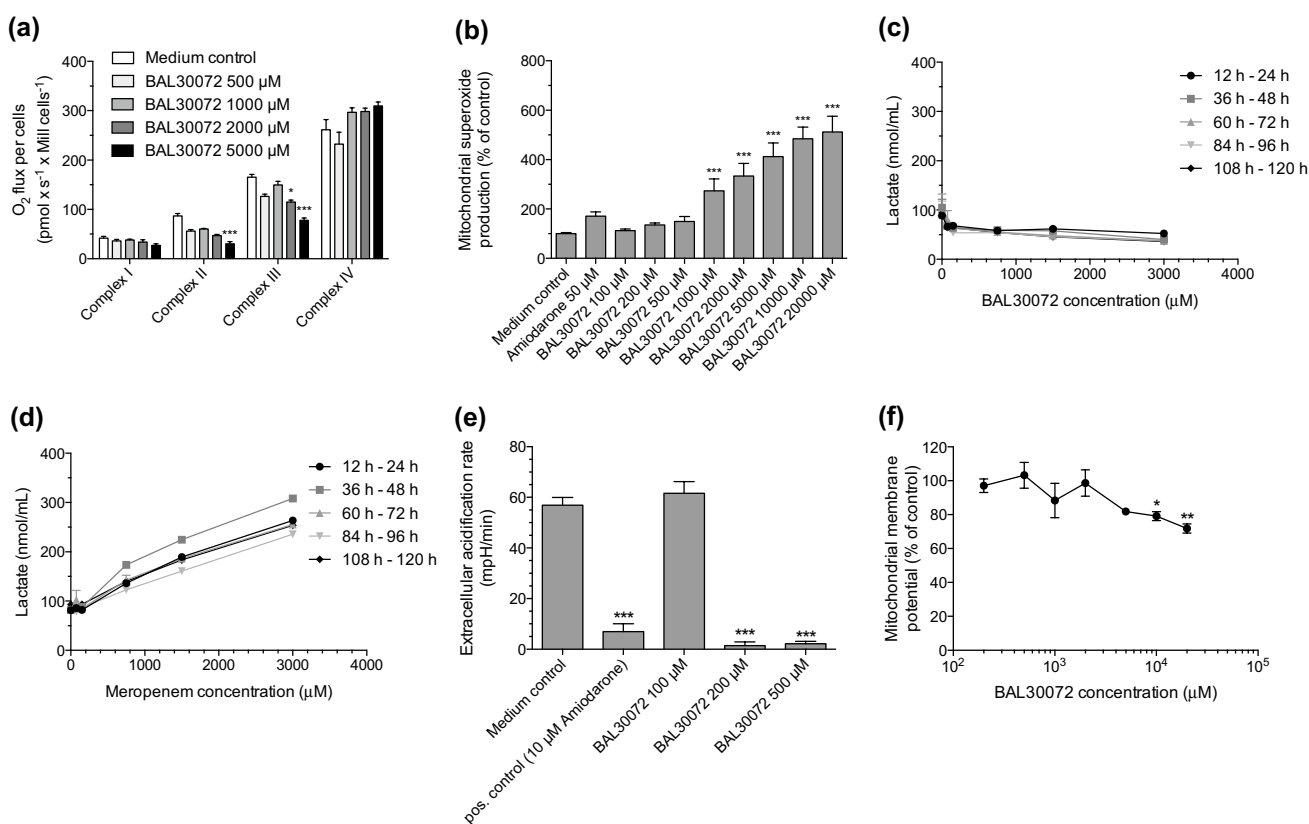 (a)
Medium control
BAL30072 500 µM
BAL30072 1000 µM
BAL30072 2000 µM
BAL30072 5000 µM
O2 flux per cells
(pmol x s-1 x Mill cells-1)
400
300
200
100
0
***
*
***
Complex I
Complex II
Complex III
Complex IV
(b)
Mitochondrial superoxide
production (% of control)
800
600
400
200
0
***
***
***
***
***
Medium control
Amiodarone 50 µM
BAL30072 100 µM
BAL30072 200 µM
BAL30072 500 µM
BAL30072 1000 µM
BAL30072 2000 µM
BAL30072 5000 µM
BAL30072 10000 µM
BAL30072 20000 µM
(c)
Lactate (nmol/mL)
400
300
200
100
0
12 h - 24 h
36 h - 48 h
60 h - 72 h
84 h - 96 h
108 h - 120 h
0 1000 2000 3000 4000
BAL30072 concentration (µM)
(d)
Lactate (nmol/mL)
400
300
200
100
0
12 h - 24 h
36 h - 48 h
60 h - 72 h
84 h - 96 h
108 h - 120 h
0 1000 2000 3000 4000
Meropenem concentration (µM)
(e)
Extracellular acidification rate
(mpH/min)
80
60
40
20
0
***
***
***
Medium control
pos. control (10 µM Amiodarone)
BAL30072 100 µM
BAL30072 200 µM
BAL30072 500 µM
(f)
Mitochondrial membrane
potential (% of control)
120
100
80
60
40
20
0
*
**
102 103 104 105
BAL30072 concentration (µM)